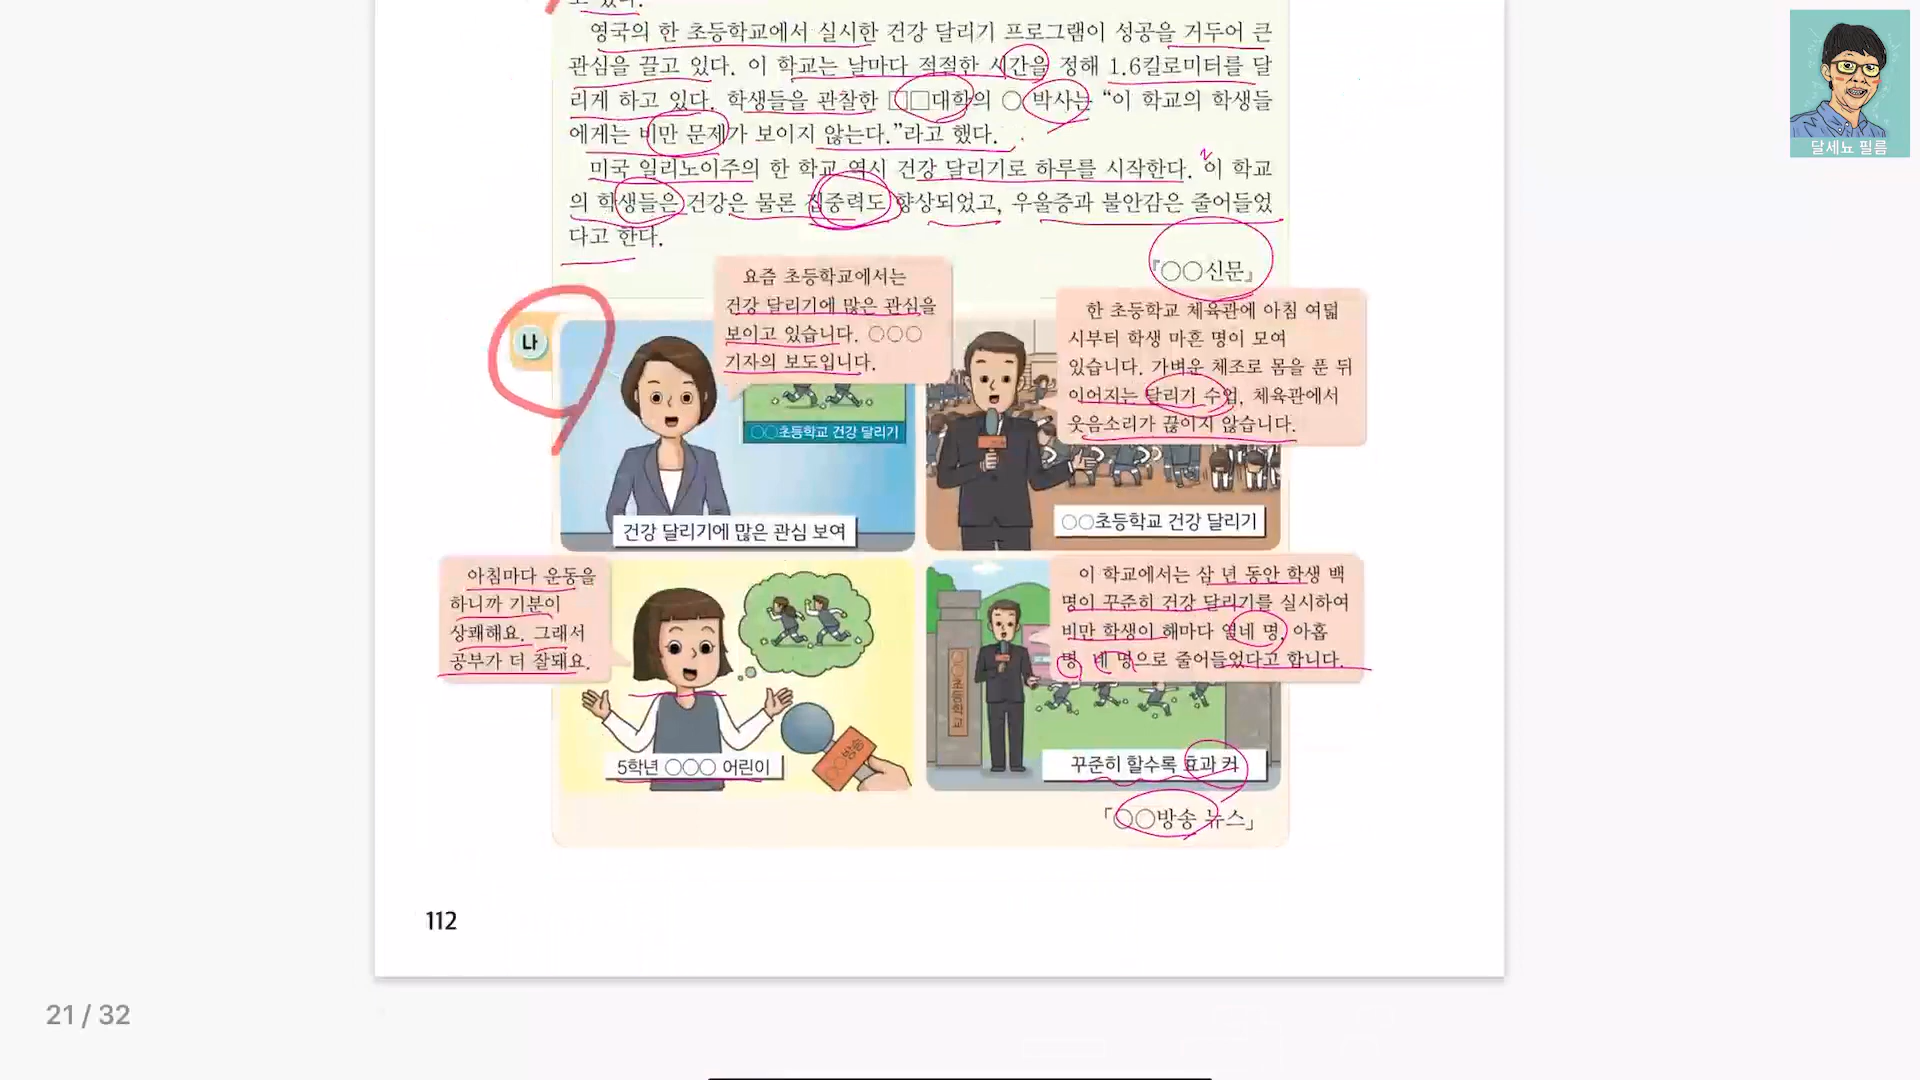 고 있다.
영국의 한 초등학교에서 실시한 건강 달리기 프로그램이 성공을 거두어 큰
관심을 끌고 있다. 이 학교는 날마다 적절한 시간을 정해 1.6킬로미터를 달
리게 하고 있다. 학생들을 관찰한 □□대학의 ○ 박사는 “이 학교의 학생들
에게는 비만 문제가 보이지 않는다.”라고 했다.
미국 일리노이주의 한 학교 역시 건강 달리기로 하루를 시작한다. 이 학교
의 학생들은 건강은 물론 집중력도 향상되었고, 우울증과 불안감은 줄어들었
다고 한다.
『○○신문』
나
요즘 초등학교에서는
건강 달리기에 많은 관심을
보이고 있습니다. ○○○
기자의 보도입니다.
○○초등학교 건강 달리기
건강 달리기에 많은 관심 보여
한 초등학교 체육관에 아침 여덟
시부터 학생 마흔 명이 모여
있습니다. 가벼운 체조로 몸을 푼 뒤
이어지는 달리기 수업, 체육관에서
웃음소리가 끊이지 않습니다.
○○초등학교 건강 달리기
아침마다 운동을
하니까 기분이
상쾌해요. 그래서
공부가 더 잘돼요.
○○방송
5학년 ○○○ 어린이
이 학교에서는 삼 년 동안 학생 백
명이 꾸준히 건강 달리기를 실시하여
비만 학생이 해마다 열네 명, 아홉
명, 네 명으로 줄어들었다고 합니다.
○○초등학교
꾸준히 할수록 효과 커
「○○방송 뉴스」
112
21 / 32
달세뇨 필름